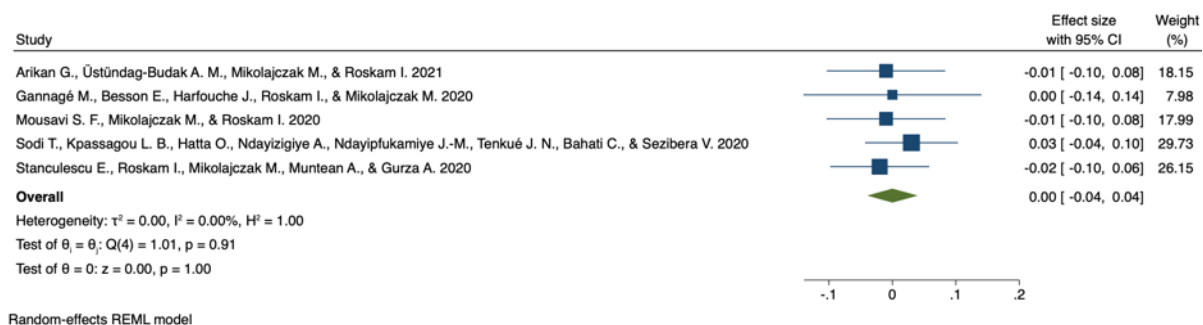 Effect size Weight
Study with 95% CI (%)
Arikan G., Üstündag-Budak A. M., Mikolajczak M., & Roskam I. 2021 -0.01 [ -0.10, 0.08] 18.15
Gannagé M., Besson E., Harfouche J., Roskam I., & Mikolajczak M. 2020 0.00 [ -0.14, 0.14] 7.98
Mousavi S. F., Mikolajczak M., & Roskam I. 2020 -0.01 [ -0.10, 0.08] 17.99
Sodi T., Kpassagou L. B., Hatta O., Ndayizigiye A., Ndayipfukamiye J.-M., Tenkué J. N., Bahati C., & Sezibera V. 2020 0.03 [ -0.04, 0.10] 29.73
Stanculescu E., Roskam I., Mikolajczak M., Muntean A., & Gurza A. 2020 -0.02 [ -0.10, 0.06] 26.15
Overall 0.00 [ -0.04, 0.04]
Heterogeneity: τ² = 0.00, I² = 0.00%, H² = 1.00
Test of θᵢ = θⱼ: Q(4) = 1.01, p = 0.91
Test of θ = 0: z = 0.00, p = 1.00
-.1 0 .1 .2
Random-effects REML model